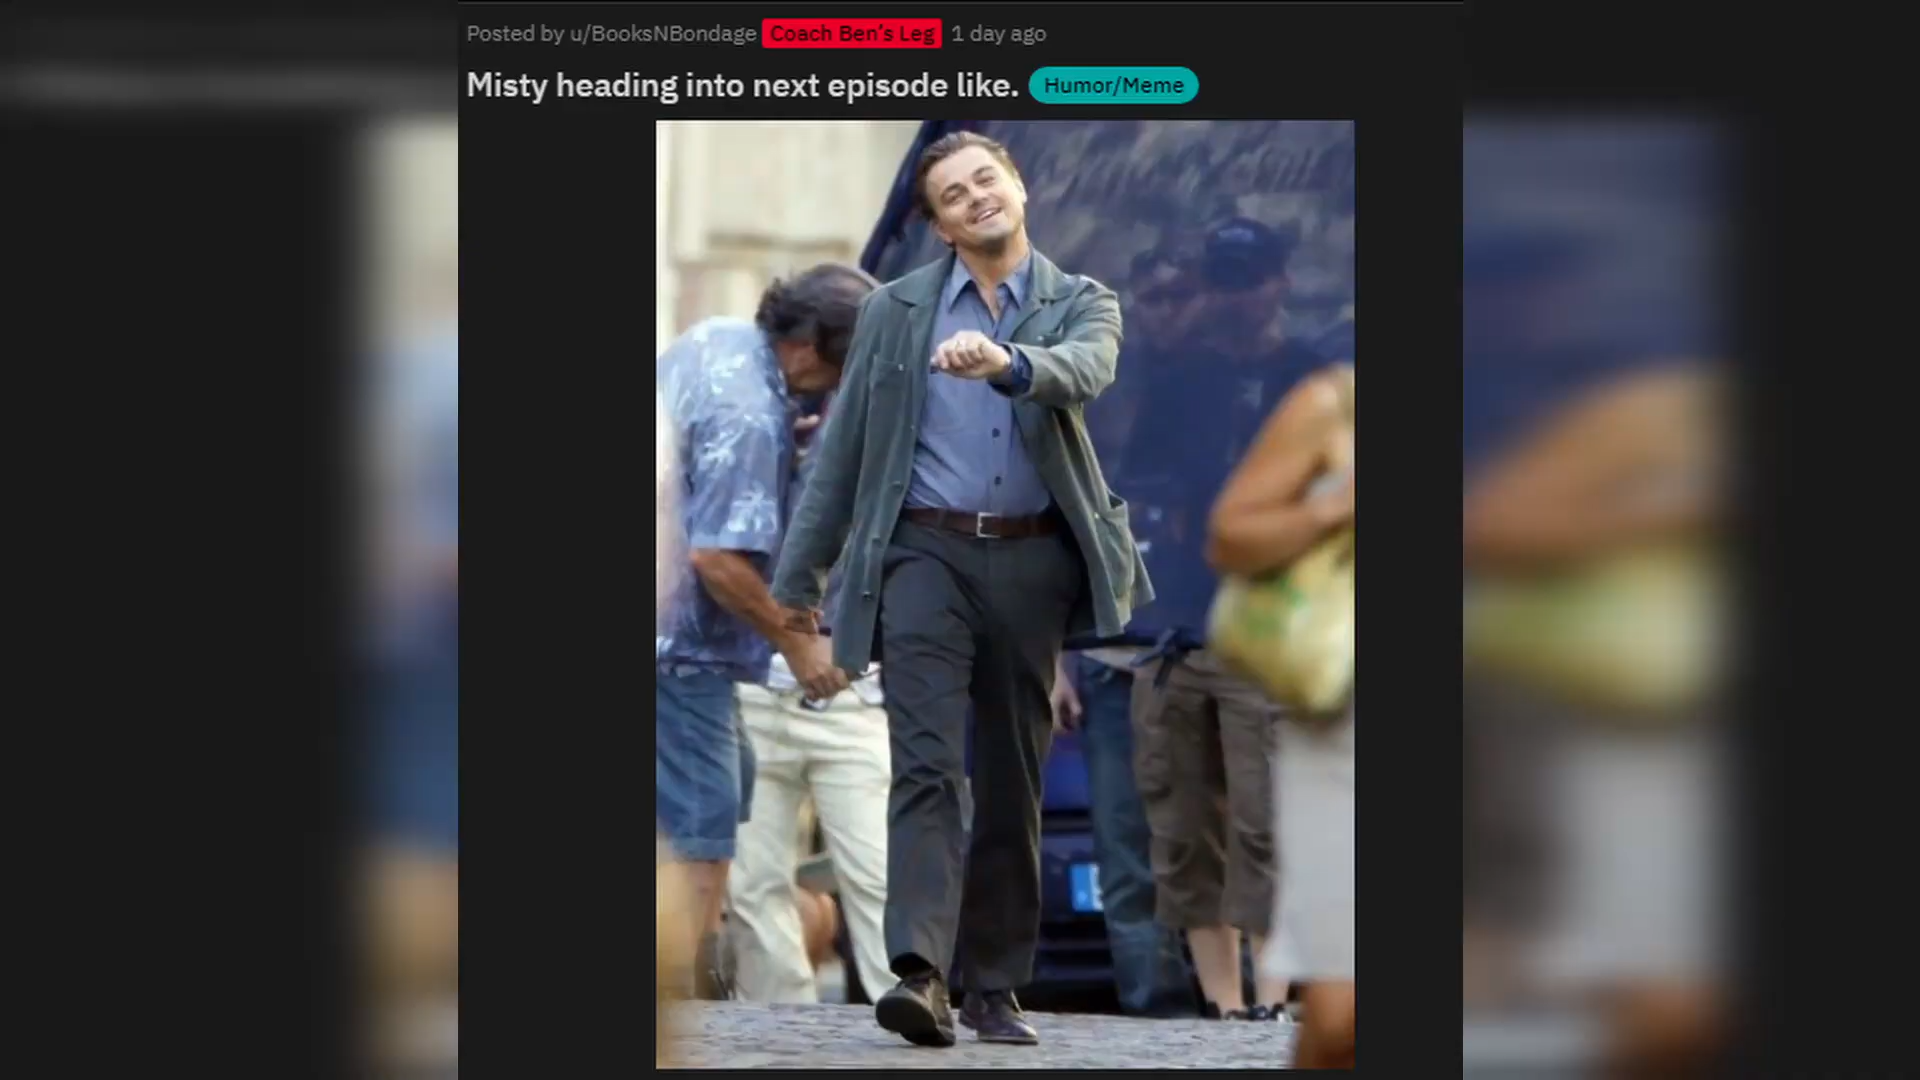 Posted by u/BooksNBondage Coach Ben's Leg 1 day ago
Misty heading into next episode like. Humor/Meme